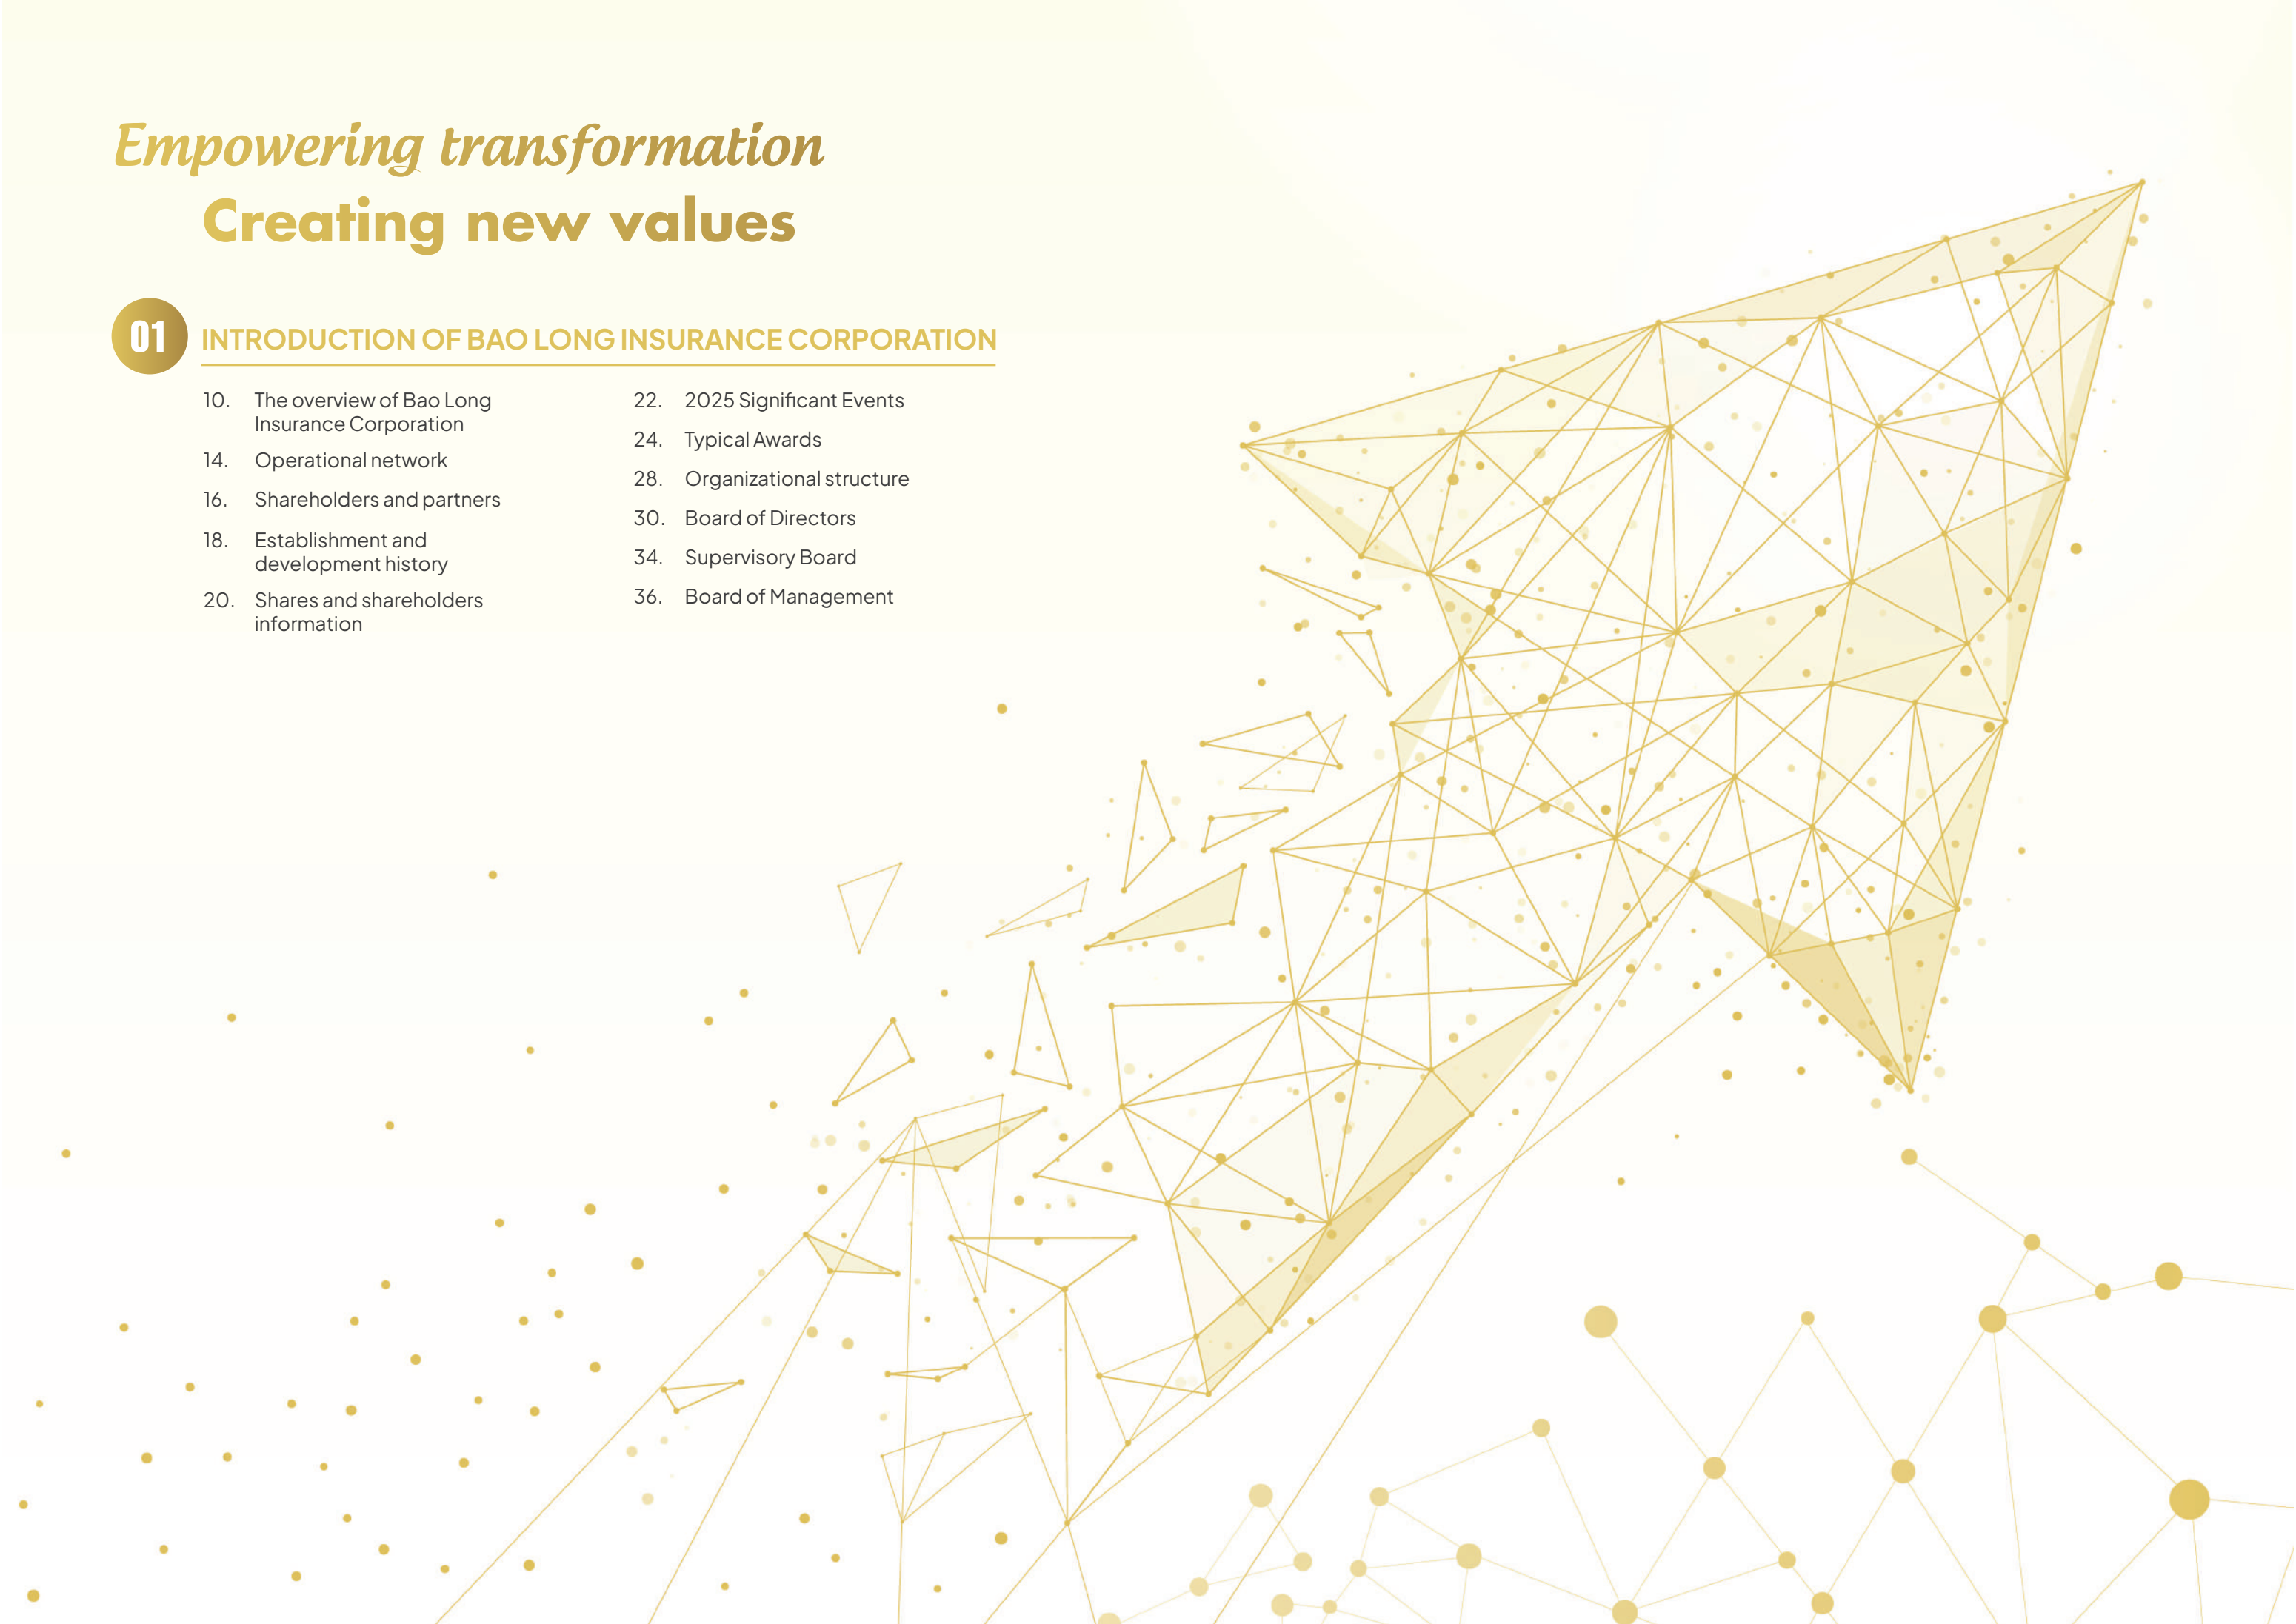 Empowering transformation
Creating new values
01 INTRODUCTION OF BAO LONG INSURANCE CORPORATION
10. The overview of Bao Long
Insurance Corporation
14. Operational network
16. Shareholders and partners
18. Establishment and
development history
20. Shares and shareholders
information
22. 2025 Significant Events
24. Typical Awards
28. Organizational structure
30. Board of Directors
34. Supervisory Board
36. Board of Management